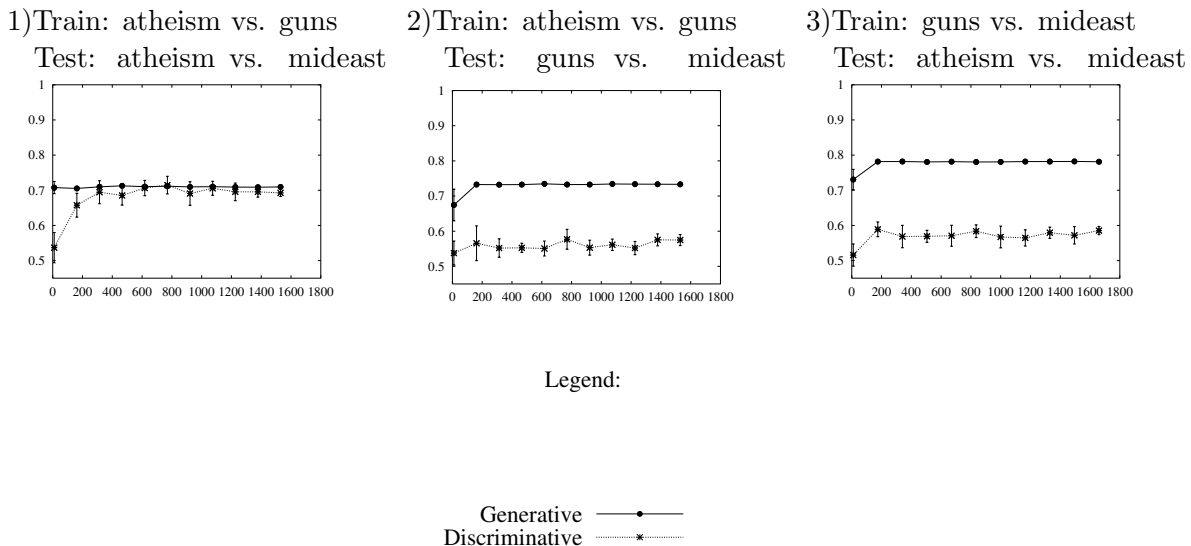 1)Train: atheism vs. guns
Test: atheism vs. mideast
1
0.9
0.8
0.7
0.6
0.5
0 200 400 600 800 1000 1200 1400 1600 1800
2)Train: atheism vs. guns
Test: guns vs. mideast
1
0.9
0.8
0.7
0.6
0.5
0 200 400 600 800 1000 1200 1400 1600 1800
3)Train: guns vs. mideast
Test: atheism vs. mideast
1
0.9
0.8
0.7
0.6
0.5
0 200 400 600 800 1000 1200 1400 1600 1800
Legend:
Generative
Discriminative